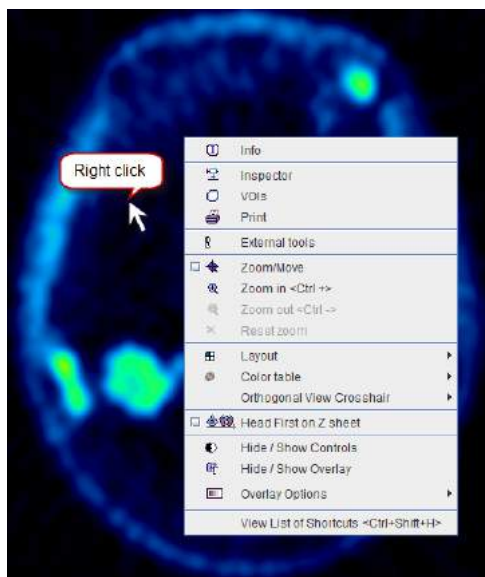 Right click
Info
Inspector
VOIs
Print
External tools
Zoom/Move
Zoom in <Ctrl +>
Zoom out <Ctrl ->
Reset zoom
Layout
Color table
Orthogonal View Crosshair
Head First on Z sheet
Hide / Show Controls
Hide / Show Overlay
Overlay Options
View List of Shortcuts <Ctrl+Shift+H>